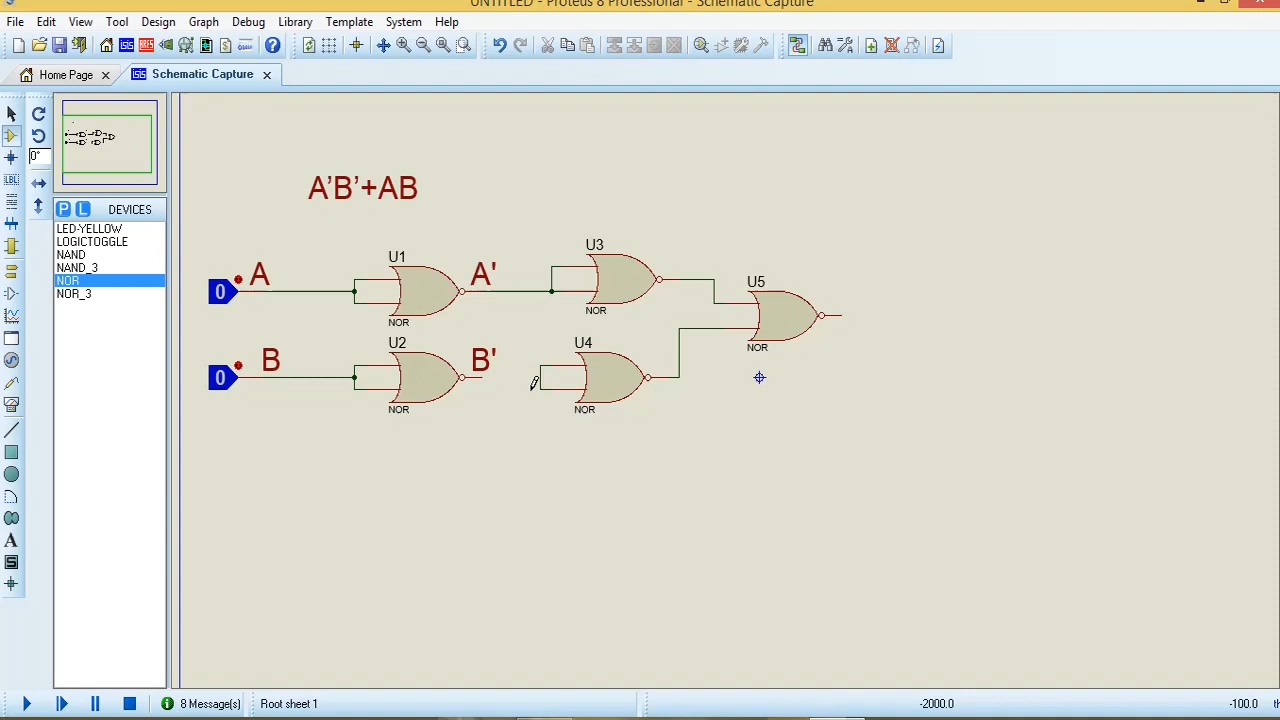 UNTITLED - Proteus 8 Professional - Schematic Capture
File Edit View Tool Design Graph Debug Library Template System Help
Home Page
Schematic Capture
0°
P L DEVICES
LED-YELLOW
LOGICTOGGLE
NAND
NAND_3
NOR
NOR_3
LBL
A
S
A’B’+AB
0 A
U1
NOR
A'
U3
NOR
U5
NOR
0 B
U2
NOR
B'
U4
NOR
8 Message(s)
Root sheet 1
-2000.0
-100.0